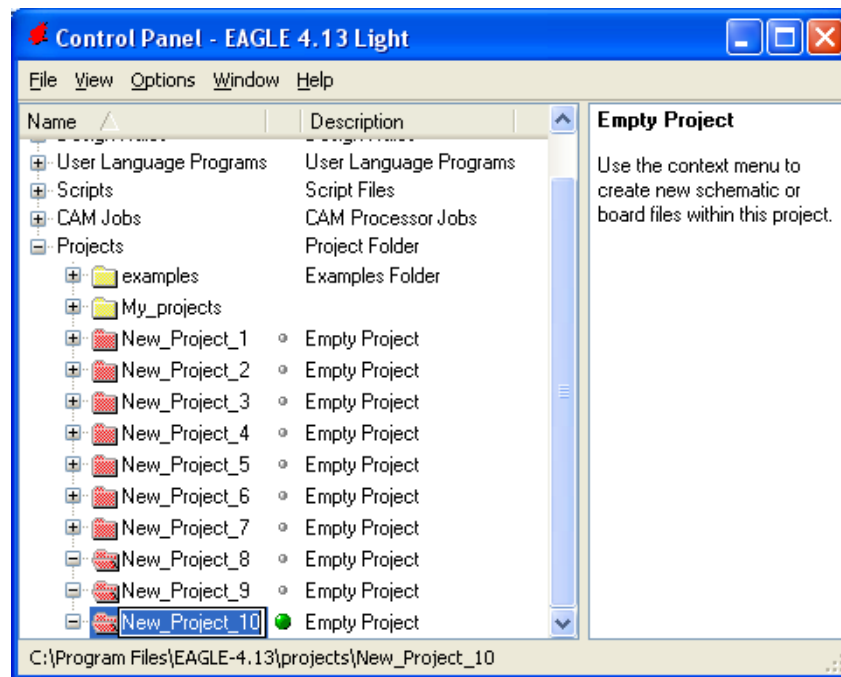 Control Panel - EAGLE 4.13 Light
File View Options Window Help
Name Description
User Language Programs User Language Programs
Scripts Script Files
CAM Jobs CAM Processor Jobs
Projects Project Folder
examples Examples Folder
My_projects
New_Project_1 Empty Project
New_Project_2 Empty Project
New_Project_3 Empty Project
New_Project_4 Empty Project
New_Project_5 Empty Project
New_Project_6 Empty Project
New_Project_7 Empty Project
New_Project_8 Empty Project
New_Project_9 Empty Project
New_Project_10 Empty Project
Empty Project
Use the context menu to
create new schematic or
board files within this project.
C:\Program Files\EAGLE-4.13\projects\New_Project_10